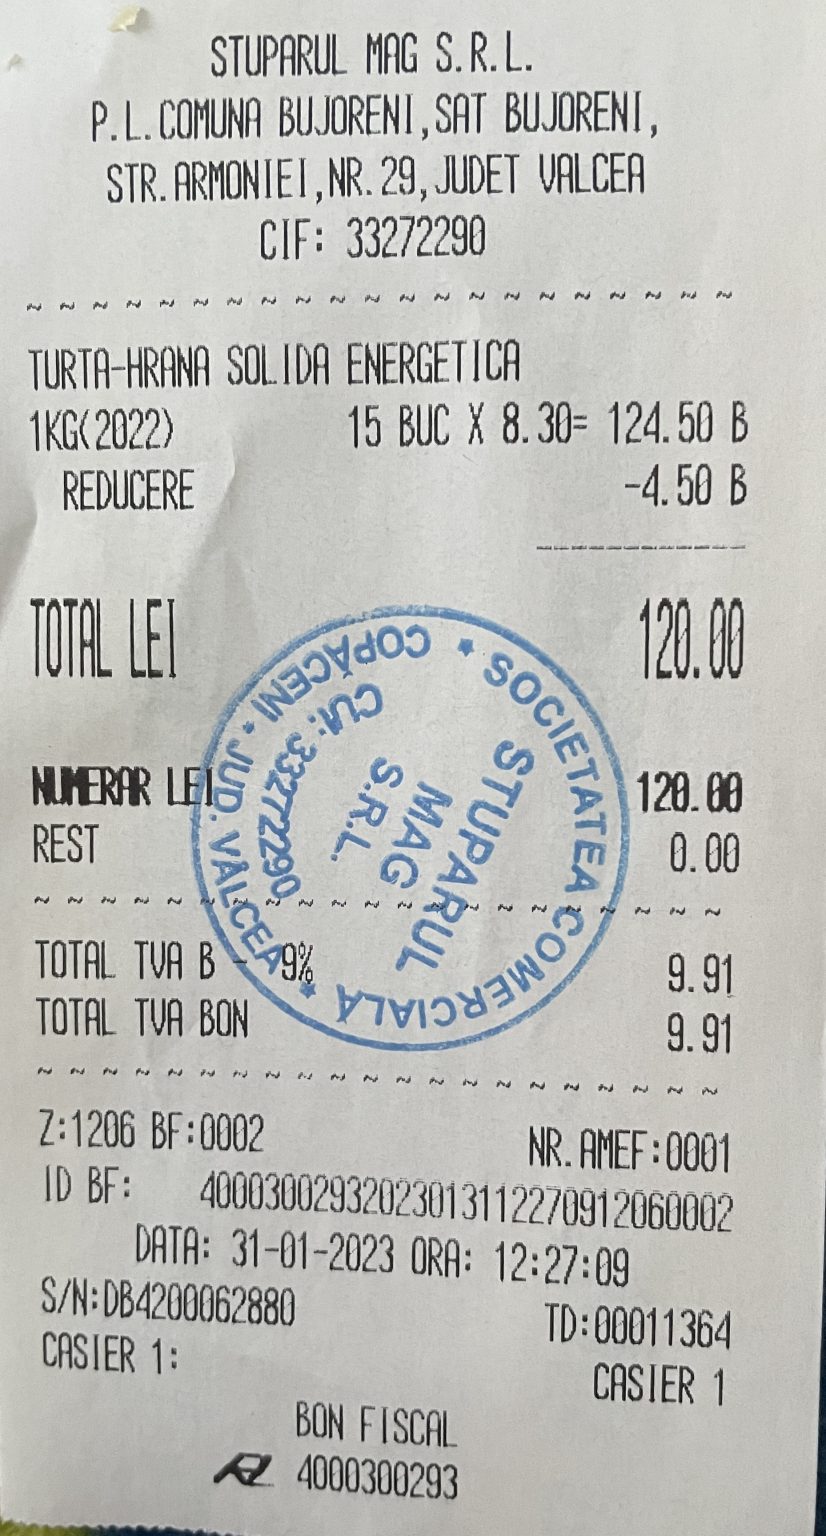 STUPARUL MAG S.R.L.
P.L.COMUNA BUJORENI,SAT BUJORENI,
STR.ARMONIEI,NR.29,JUDET VALCEA
CIF: 33272290
~ ~ ~ ~ ~ ~ ~ ~ ~ ~ ~ ~ ~ ~ ~ ~ ~ ~ ~ ~ ~ ~
TURTA-HRANA SOLIDA ENERGETICA
1KG(2022) 15 BUC X 8.30= 124.50 B
REDUCERE -4.50 B
TOTAL LEI 120.00
NUMERAR LEI 120.00
REST 0.00
~ ~ ~ ~ ~ ~ ~ ~ ~ ~ ~ ~ ~ ~ ~ ~ ~ ~ ~ ~ ~ ~
TOTAL TVA B - 9% 9.91
TOTAL TVA BON 9.91
~ ~ ~ ~ ~ ~ ~ ~ ~ ~ ~ ~ ~ ~ ~ ~ ~ ~ ~ ~ ~ ~
Z:1206 BF:0002 NR.AMEF:0001
ID BF: 40003002932023013112270912060002
DATA: 31-01-2023 ORA: 12:27:09
S/N:DB4200062880 TD:00011364
CASIER 1: CASIER 1
BON FISCAL
4000300293
* SOCIETATEA COMERCIALA *
STUPARUL
MAG
S.R.L.
CUI: 33272290
COPĂCENI - JUD. VÂLCEA